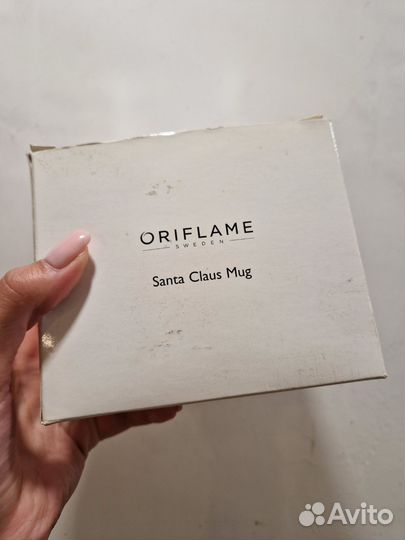 ORIFLAME
SWEDEN
Santa Claus Mug
Avito